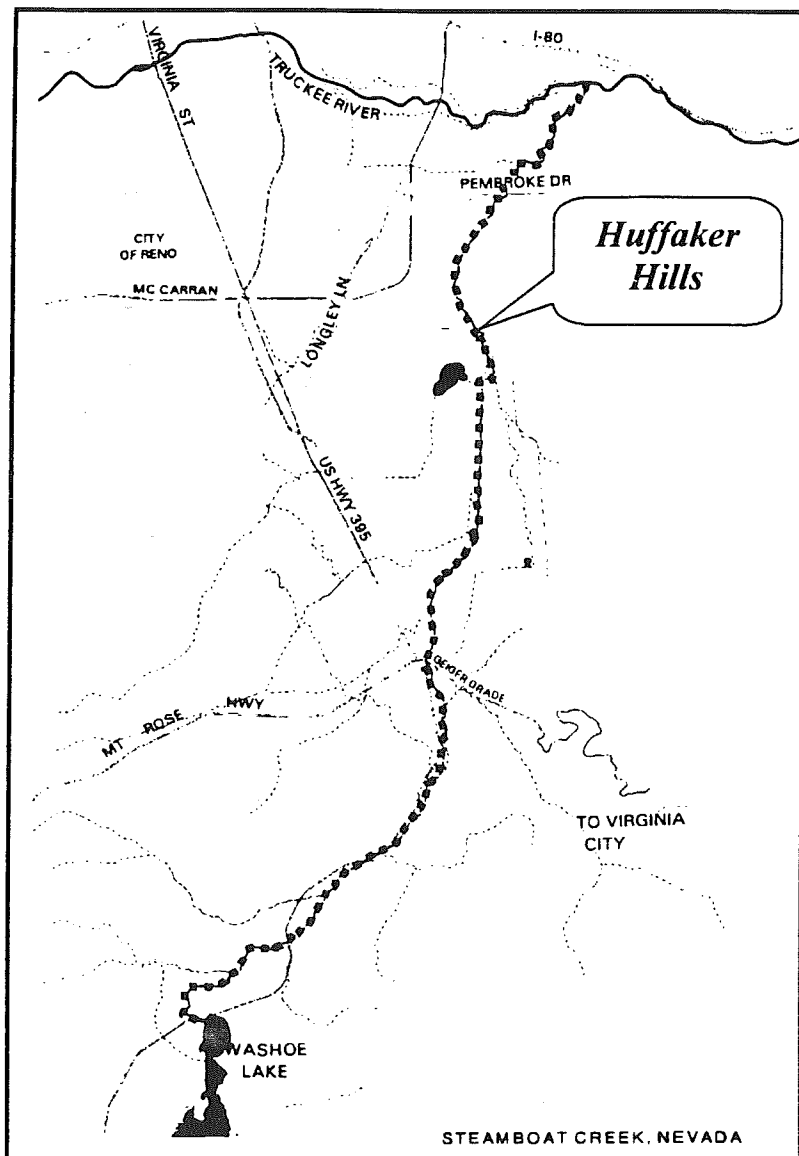 I-80
VIRGINIA ST
TRUCKEE RIVER
PEMBROKE DR
CITY
OF RENO
Huffaker
Hills
MC CARRAN
LONGLEY LN
US HWY 395
GEIGER GRADE
MT ROSE HWY
TO VIRGINIA
CITY
WASHOE
LAKE
STEAMBOAT CREEK, NEVADA